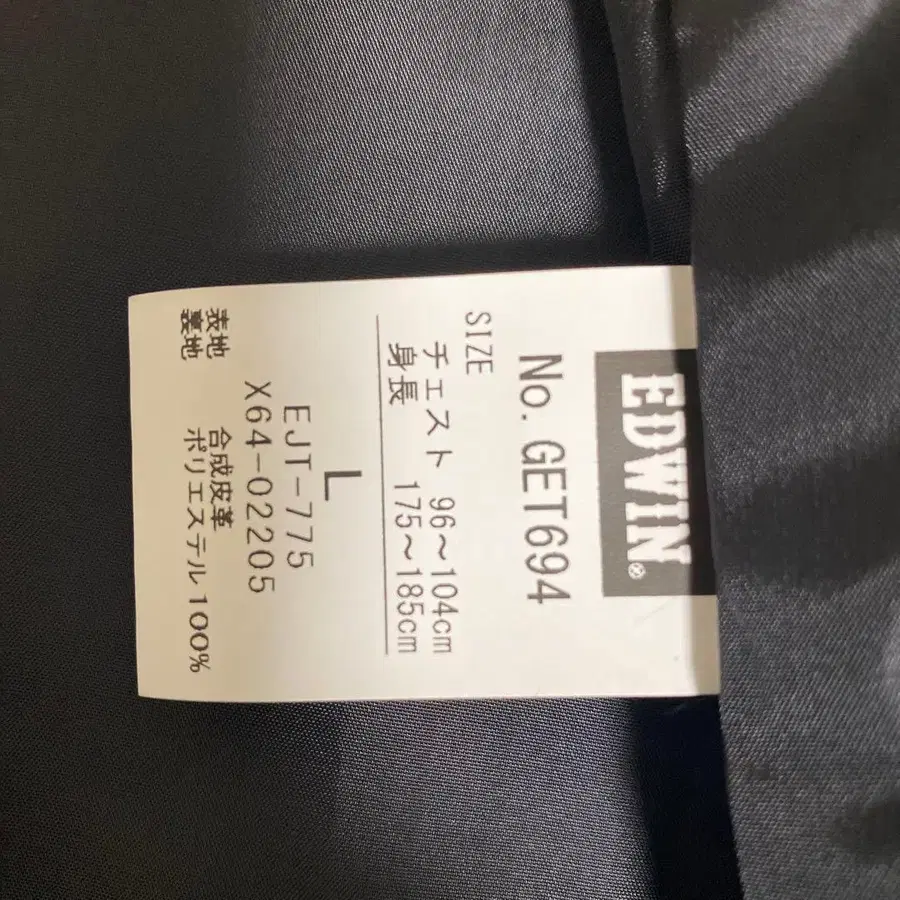 EDWIN®
No. GET694
SIZE
チェスト 96～104cm
身長 175～185cm
L
EJT-775
X64-02205
表地 合成皮革
裏地 ポリエステル100%